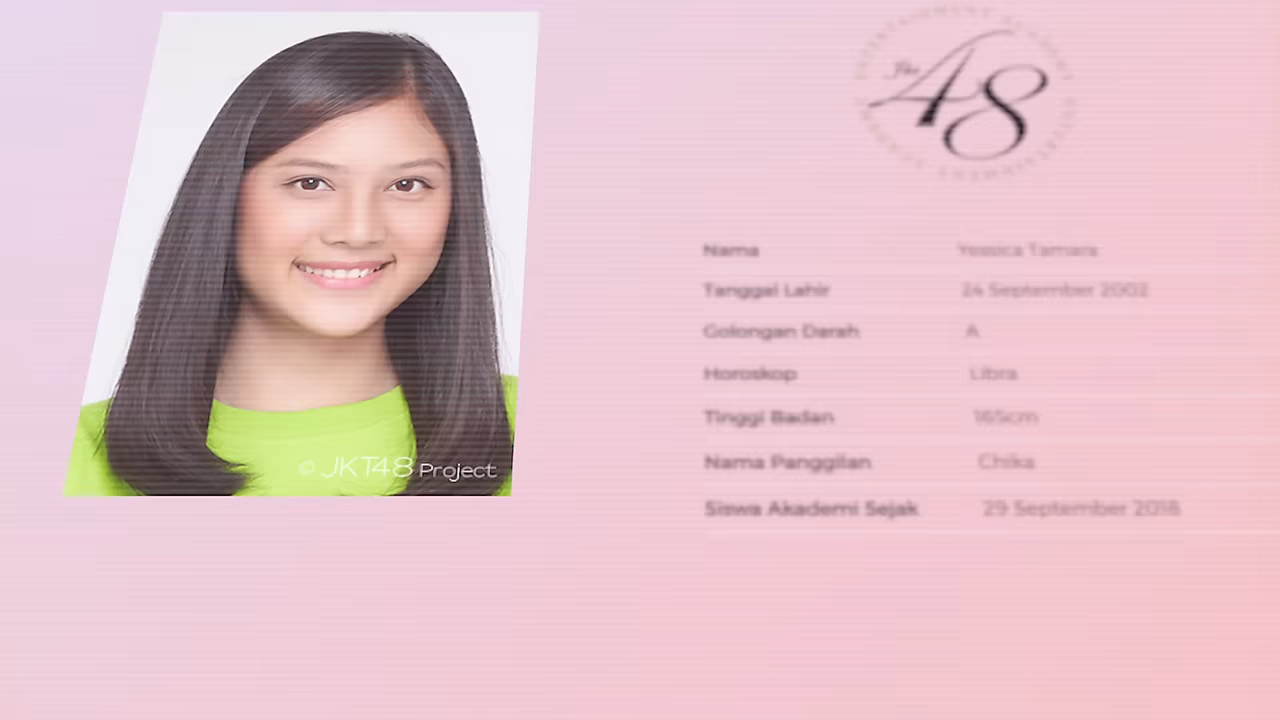 © JKT48 Project
The 48
Nama Yessica Tamara
Tanggal Lahir 24 September 2002
Golongan Darah A
Horoskop Libra
Tinggi Badan 165cm
Nama Panggilan Chika
Siswa Akademi Sejak 29 September 2018